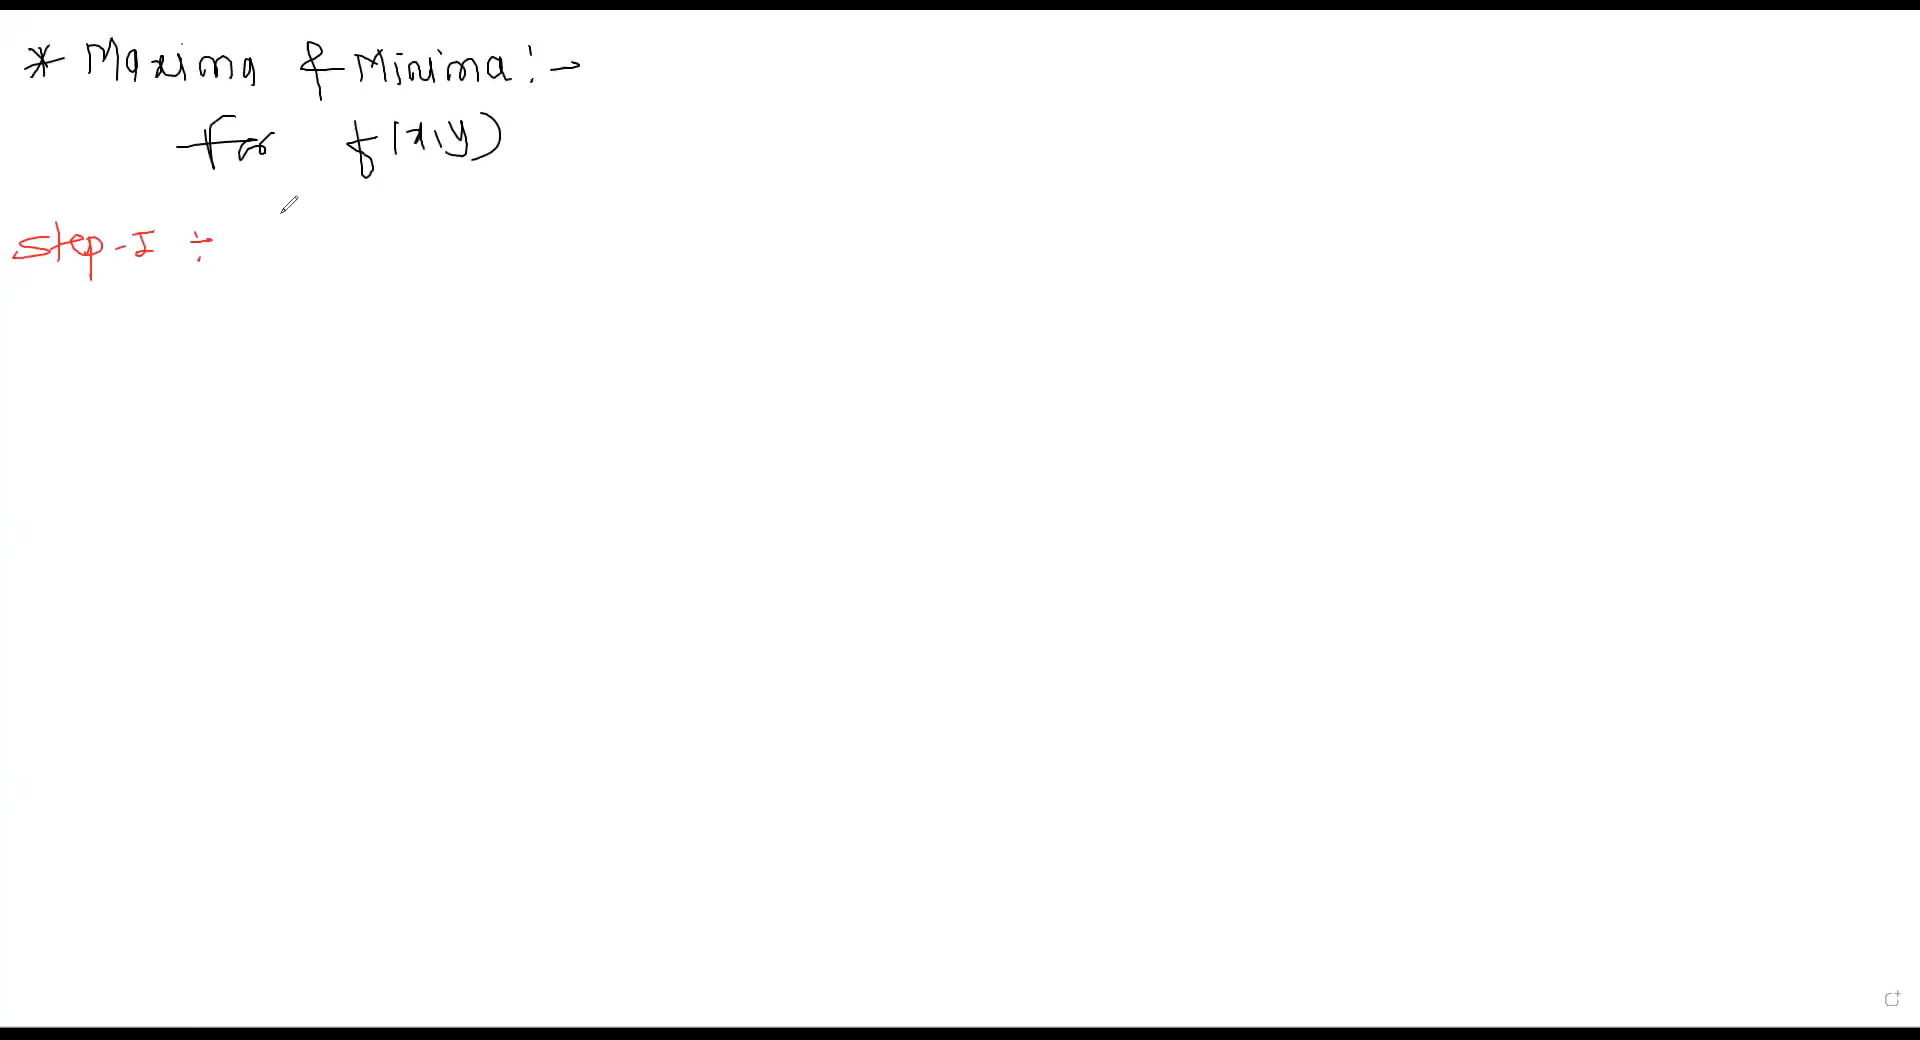 * Maxima & Minima :-
For f(x,y)
Step-I :-